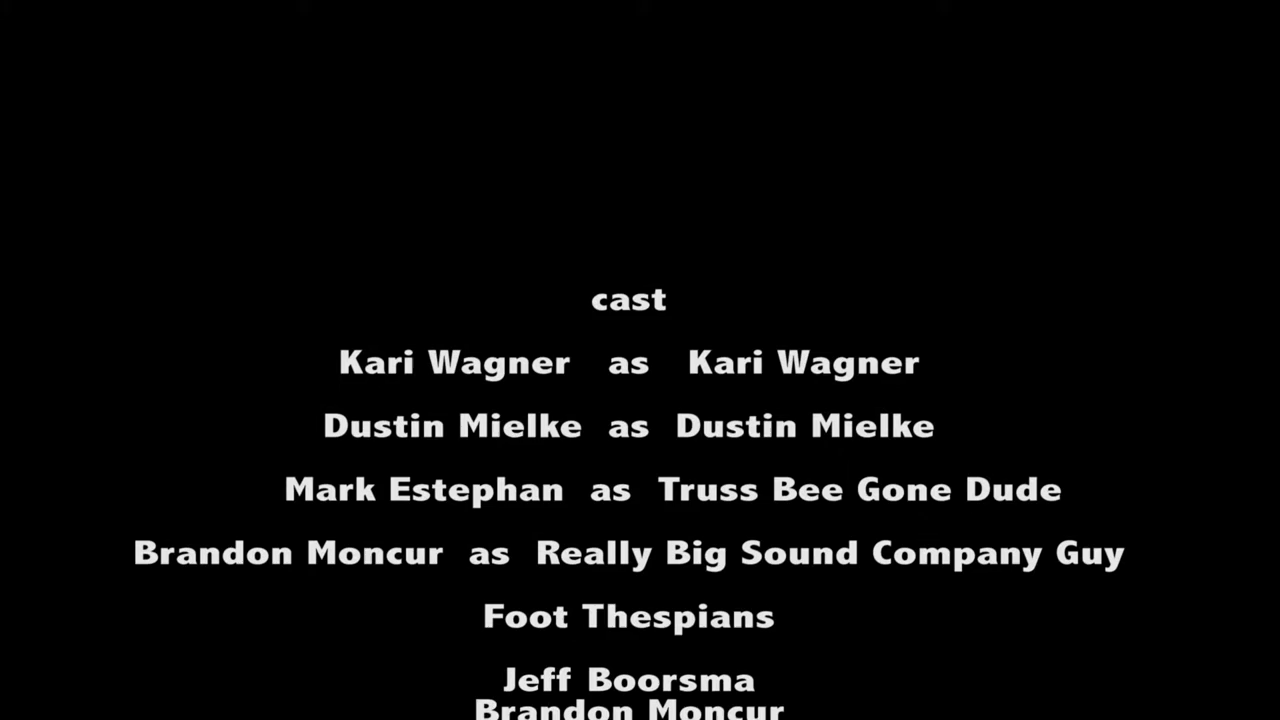 cast
Kari Wagner as Kari Wagner
Dustin Mielke as Dustin Mielke
Mark Estephan as Truss Bee Gone Dude
Brandon Moncur as Really Big Sound Company Guy
Foot Thespians
Jeff Boorsma
Brandon Moncur